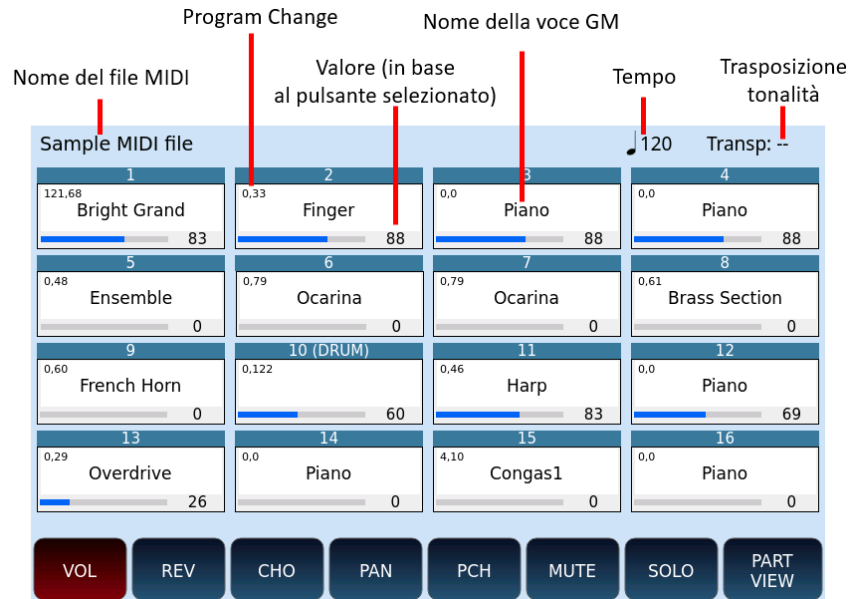 Program Change
Nome della voce GM
Nome del file MIDI
Valore (in base
al pulsante selezionato)
Tempo
Trasposizione
tonalità
Sample MIDI file
120
Transp: --
1
2
3
4
121,68
Bright Grand
83
0,33
Finger
88
0,0
Piano
88
0,0
Piano
88
5
6
7
8
0,48
Ensemble
0
0,79
Ocarina
0
0,79
Ocarina
0
0,61
Brass Section
0
9
10 (DRUM)
11
12
0,60
French Horn
0
0,122
60
0,46
Harp
83
0,0
Piano
69
13
14
15
16
0,29
Overdrive
26
0,0
Piano
0
4,10
Congas1
0
0,0
Piano
0
VOL
REV
CHO
PAN
PCH
MUTE
SOLO
PART
VIEW